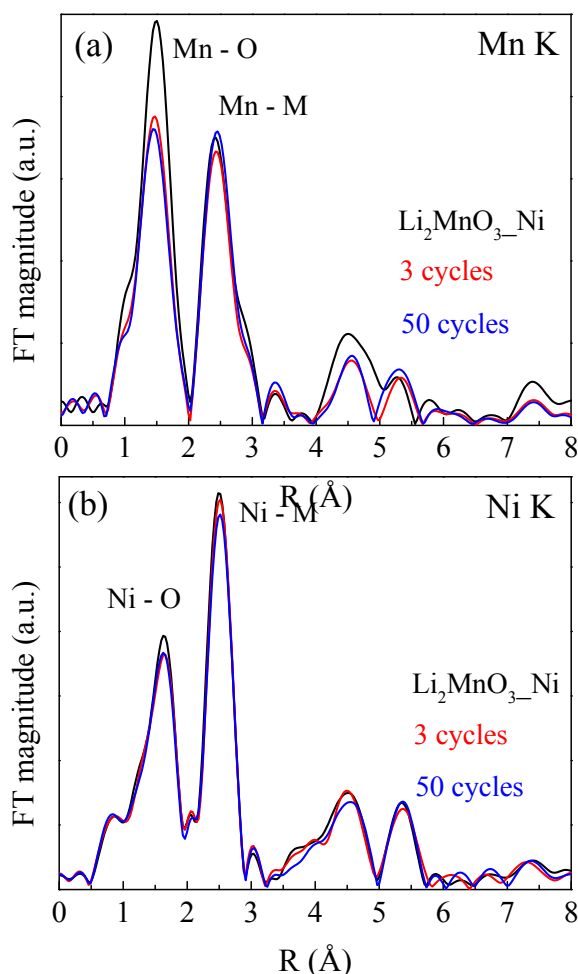 (a)
Mn K
Mn - O
Mn - M
Li₂MnO₃_Ni
3 cycles
50 cycles
FT magnitude (a.u.)
0 1 2 3 4 5 6 7 8
R (Å)
(b)
Ni K
Ni - M
Ni - O
Li₂MnO₃_Ni
3 cycles
50 cycles
FT magnitude (a.u.)
0 1 2 3 4 5 6 7 8
R (Å)